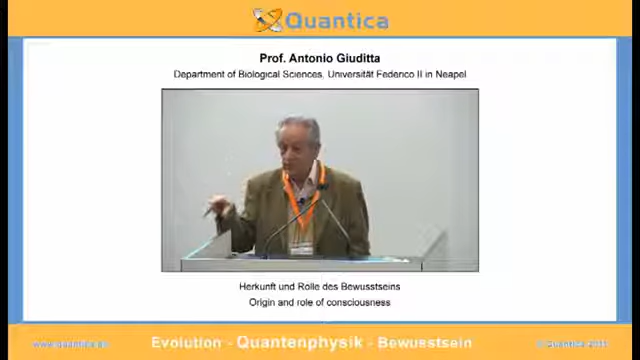 Quantica
Prof. Antonio Giuditta
Department of Biological Sciences, Universität Federico II in Neapel
Herkunft und Rolle des Bewusstseins
Origin and role of consciousness
Evolution - Quantenphysik - Bewusstsein